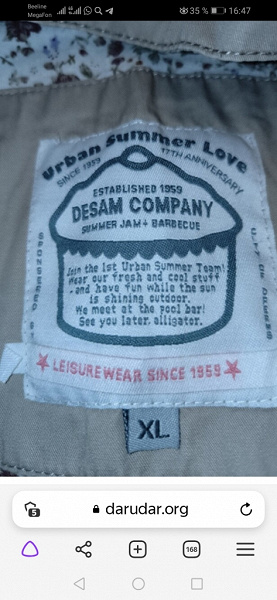 Beeline
MegaFon
35 %
16:47
Urban Summer Love
SINCE 1959
17TH ANNIVERSARY
ESTABLISHED 1959
DESAM COMPANY
SUMMER JAM + BARBECUE
Join the 1st Urban Summer Team!
Wear our fresh and cool stuff
- and have fun while the sun
is shining outdoor.
We meet at the pool bar!
See you later, alligator.
★ LEISUREWEAR SINCE 1959 ★
XL
5
darudar.org
168